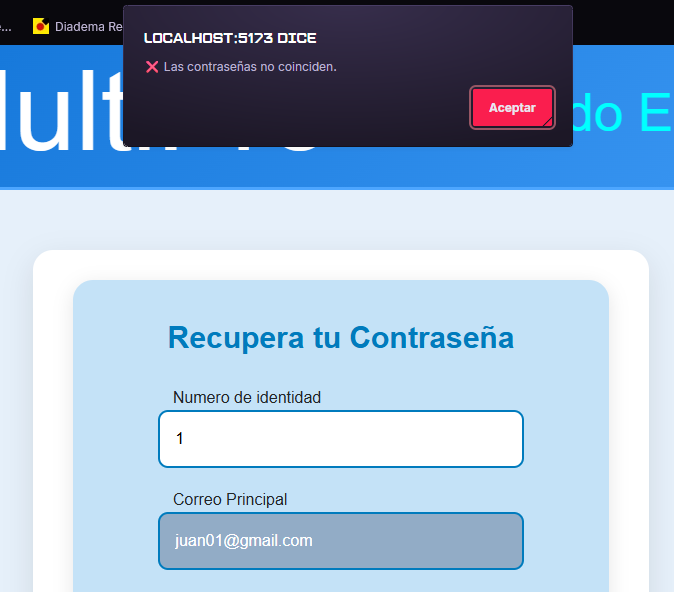 e...
Diadema Re
LOCALHOST:5173 DICE
❌ Las contraseñas no coinciden.
Aceptar
do E
Recupera tu Contraseña
Numero de identidad
1
Correo Principal
juan01@gmail.com